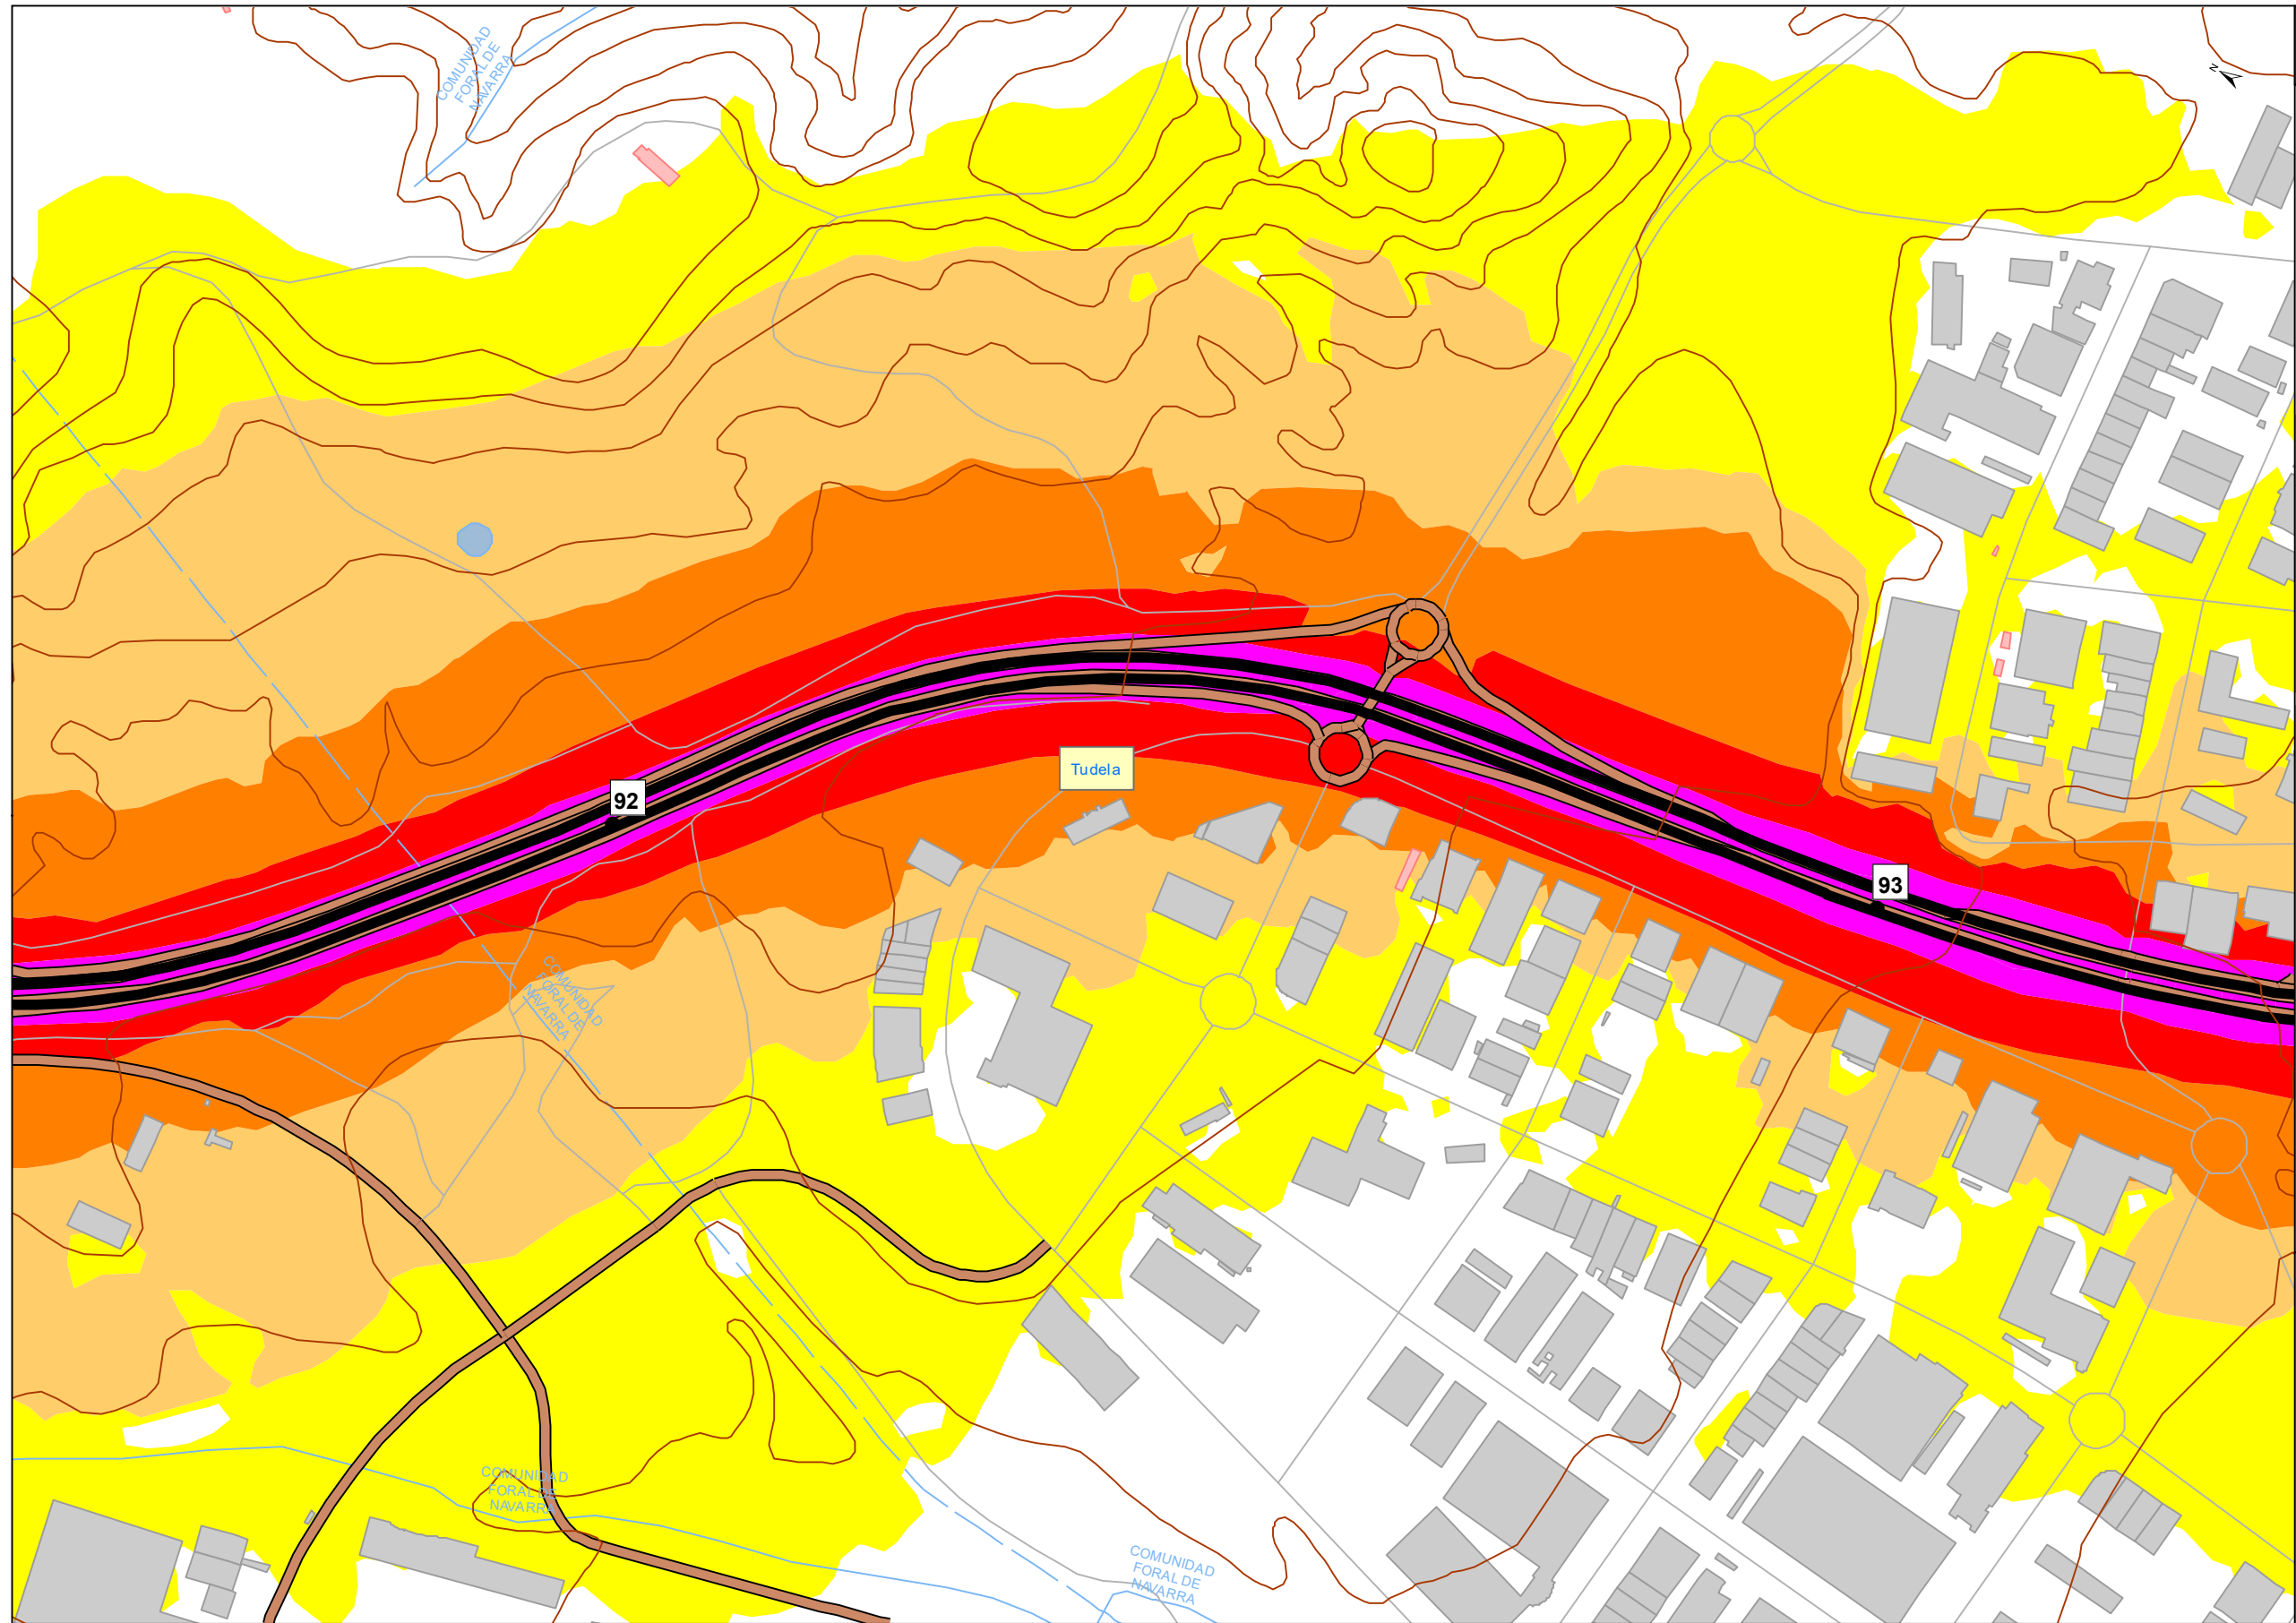 COMUNIDAD
FORAL DE
NAVARRA
N
Tudela
92
93
COMUNIDAD
FORAL DE
NAVARRA
COMUNIDAD
FORAL DE
NAVARRA
COMUNIDAD
FORAL DE
NAVARRA